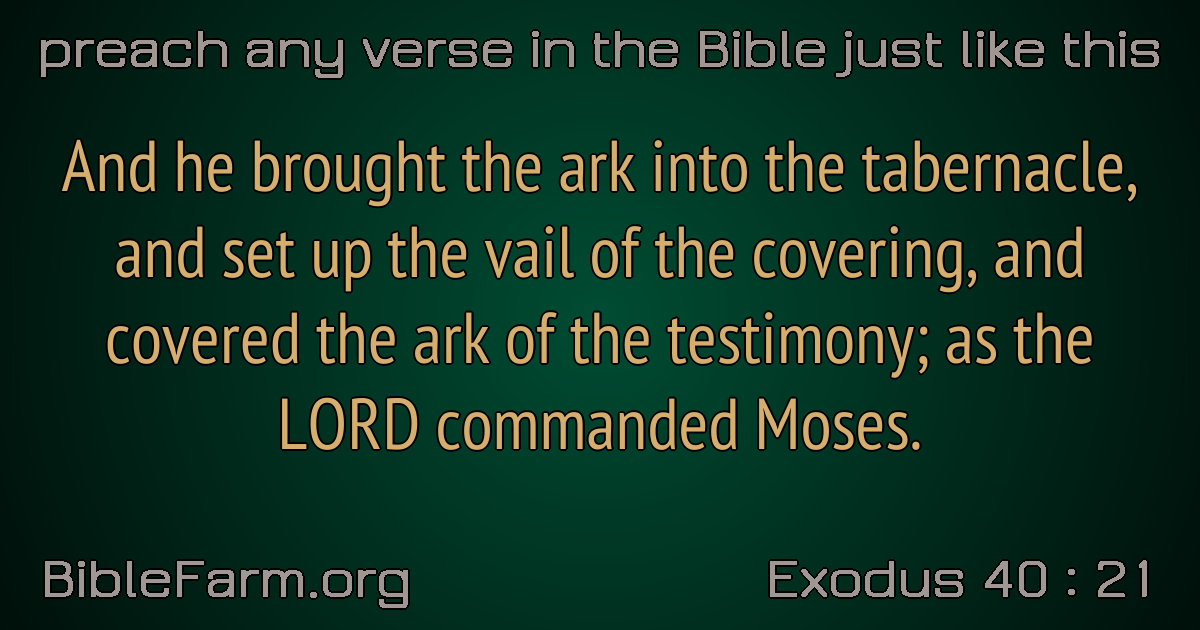 preach any verse in the Bible just like this
And he brought the ark into the tabernacle,
and set up the vail of the covering, and
covered the ark of the testimony; as the
LORD commanded Moses.
BibleFarm.org
Exodus 40 : 21